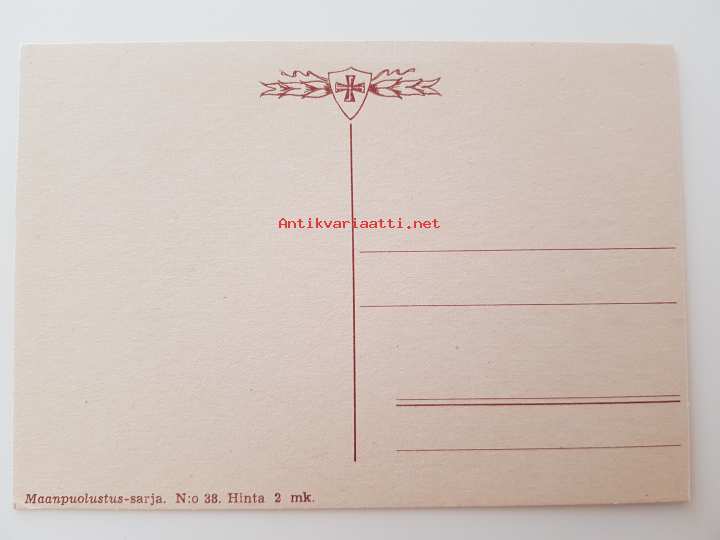 Antikvariaatti.net
Maanpuolustus-sarja. N:o 38. Hinta 2 mk.